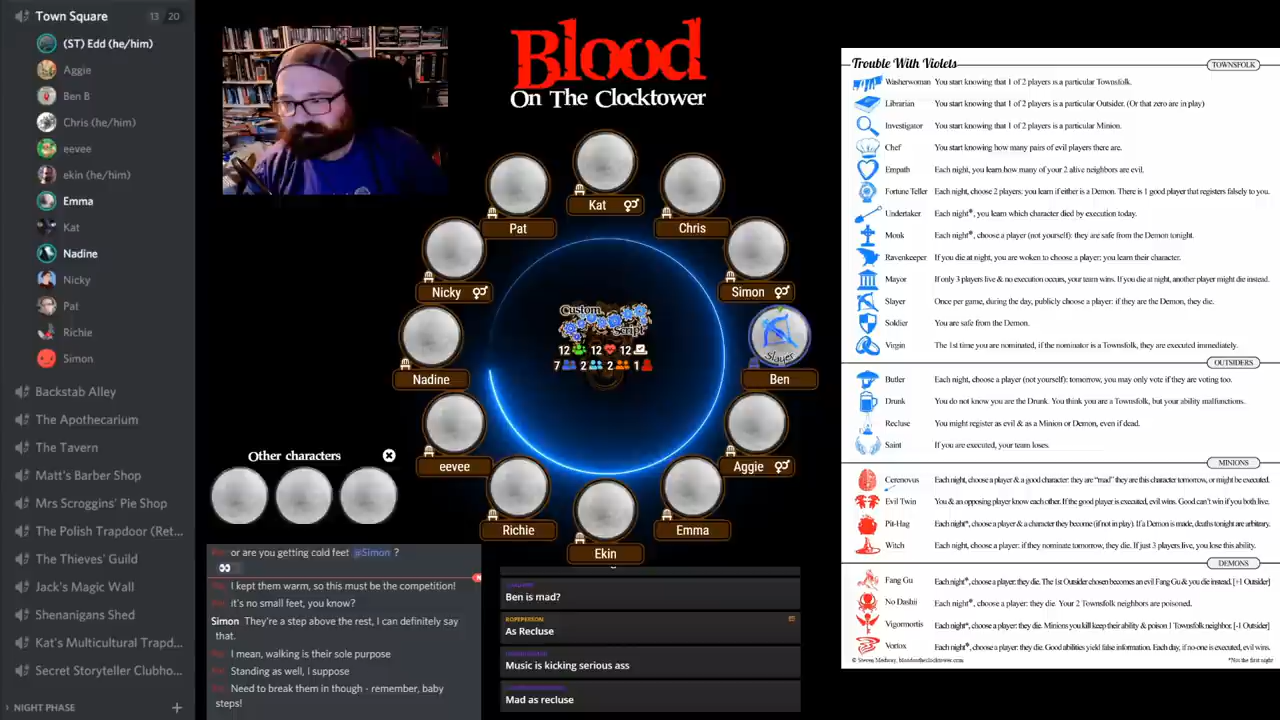 Town Square 13 20
(ST) Edd (he/him)
Aggie
Ben B
Chris (he/him)
eevee
ekin (he/him)
Emma
Kat
Nadine
Nicky
Pat
Richie
Simon
Backstab Alley
The Apothecarium
The Tavern
Matt's Barber Shop
Mrs Scroggys' Pie Shop
The Polish Trapdoor (Ret...
The Thieves' Guild
Jack's Mage Wall
Shenanigans Shed
Kat's Multicultural Trapd...
Secret Storyteller Clubho...
NIGHT PHASE
Blood
On The Clocktower
Kat
Pat
Chris
Nicky
Simon
Slayer
Nadine
Ben
eevee
Aggie
Richie
Emma
Ekin
Custom
Script
12 12 12
7 2 2 1
Other characters
or are you getting cold feet @Simon ?
I kept them warm, so this must be the competition!
it's no small feet, you know?
Simon They're a step above the rest, I can definitely say
that.
I mean, walking is their sole purpose
Standing as well, I suppose
Need to break them in though - remember, baby
steps!
Ben is mad?
As Recluse
Music is kicking serious ass
Mad as recluse
Trouble With Violets
TOWNSFOLK
Washerwoman You start knowing that 1 of 2 players is a particular Townsfolk.
Librarian You start knowing that 1 of 2 players is a particular Outsider. (Or that zero are in play)
Investigator You start knowing that 1 of 2 players is a particular Minion.
Chef You start knowing how many pairs of evil players there are.
Empath Each night, you learn how many of your 2 alive neighbors are evil.
Fortune Teller Each night, choose 2 players: you learn if either is a Demon. There is 1 good player that registers falsely to you.
Undertaker Each night*, you learn which character died by execution today.
Monk Each night*, choose a player (not yourself): they are safe from the Demon tonight.
Ravenkeeper If you die at night, you are woken to choose a player: you learn their character.
Mayor If only 3 players live & no execution occurs, your team wins. If you die at night, another player might die instead.
Slayer Once per game, during the day, publicly choose a player: if they are the Demon, they die.
Soldier You are safe from the Demon.
Virgin The 1st time you are nominated, if the nominator is a Townsfolk, they are executed immediately.
OUTSIDERS
Butler Each night, choose a player (not yourself): tomorrow, you may only vote if they are voting too.
Drunk You do not know you are the Drunk. You think you are a Townsfolk, but your ability malfunctions.
Recluse You might register as evil & as a Minion or Demon, even if dead.
Saint If you are executed, your team loses.
MINIONS
Cerenovus Each night, choose a player & a good character: they are "mad" they are this character tomorrow, or might be executed.
Evil Twin You & an opposing player know each other. If the good player is executed, evil wins. Good can't win if you both live.
Pit-Hag Each night*, choose a player & a character they become (if not in play). If a Demon is made, deaths tonight are arbitrary.
Witch Each night, choose a player: if they nominate tomorrow, they die. If just 3 players live, you lose this ability.
DEMONS
Fang Gu Each night*, choose a player: they die. The 1st Outsider chosen becomes an evil Fang Gu & you die instead. [+1 Outsider]
No Dashii Each night*, choose a player: they die. Your 2 Townsfolk neighbors are poisoned.
Vigormortis Each night*, choose a player: they die. Minions you kill keep their ability & poison 1 Townsfolk neighbor. [-1 Outsider]
Vortox Each night*, choose a player: they die. Good abilities yield false information. Each day, if no-one is executed, evil wins.
© Steven Medway, bloodontheclocktower.com *Not the first night